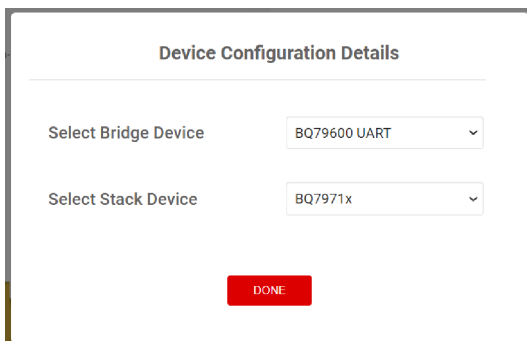 Device Configuration Details
Select Bridge Device BQ79600 UART
Select Stack Device BQ7971x
DONE